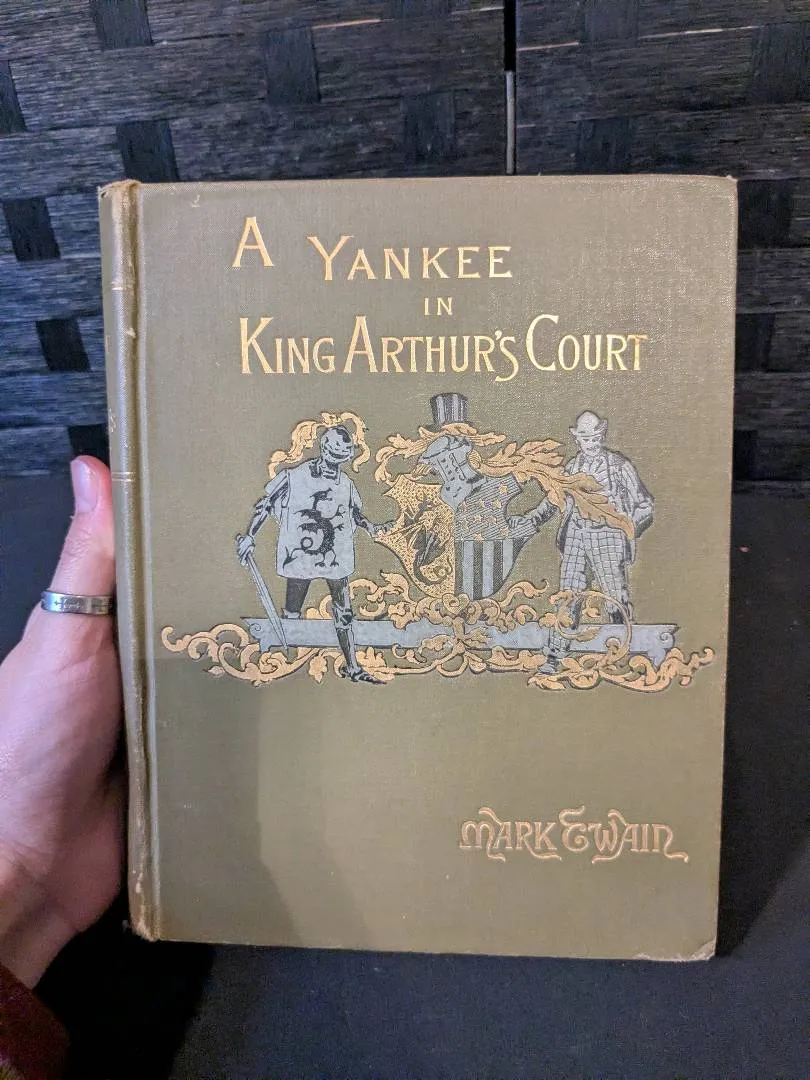 A YANKEE
IN
KING ARTHUR'S COURT
MARK TWAIN